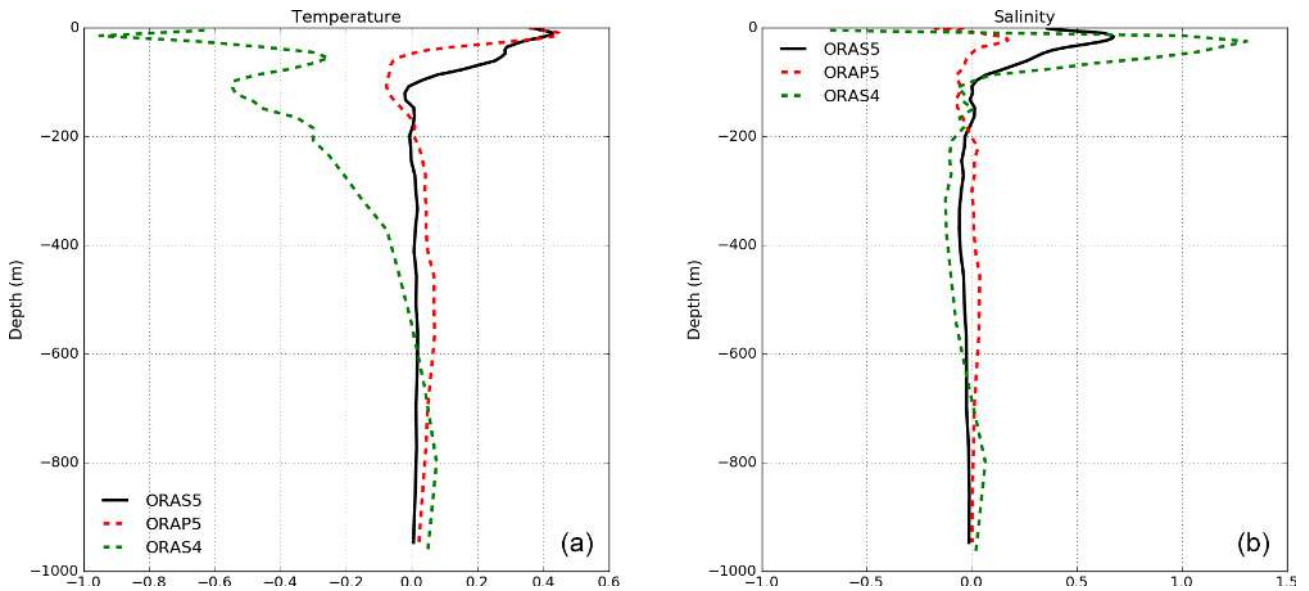 Temperature
0
−200
−400
−600
−800
−1000
Depth (m)
ORAS5
ORAP5
ORAS4
(a)
−1.0 −0.8 −0.6 −0.4 −0.2 0.0 0.2 0.4 0.6
Salinity
0
−200
−400
−600
−800
−1000
Depth (m)
ORAS5
ORAP5
ORAS4
(b)
−1.0 −0.5 0.0 0.5 1.0 1.5